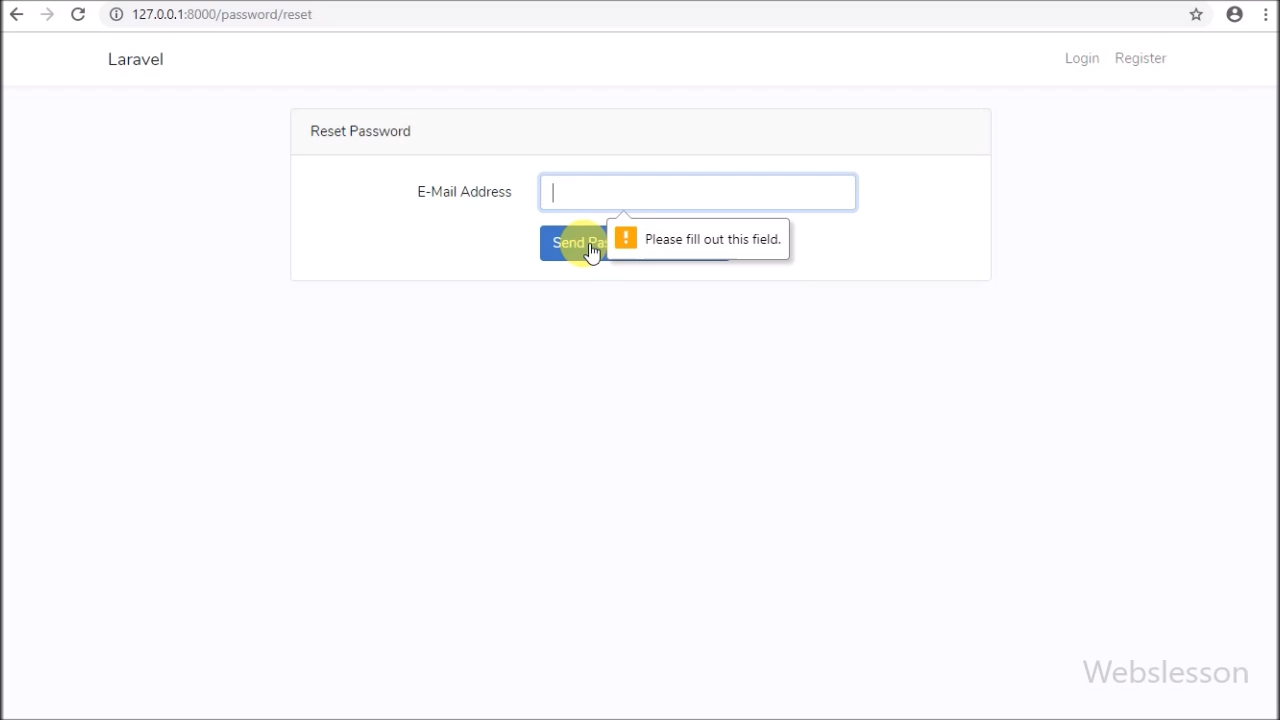 127.0.0.1:8000/password/reset
Laravel
Login Register
Reset Password
E-Mail Address
Send
Please fill out this field.
Webslesson